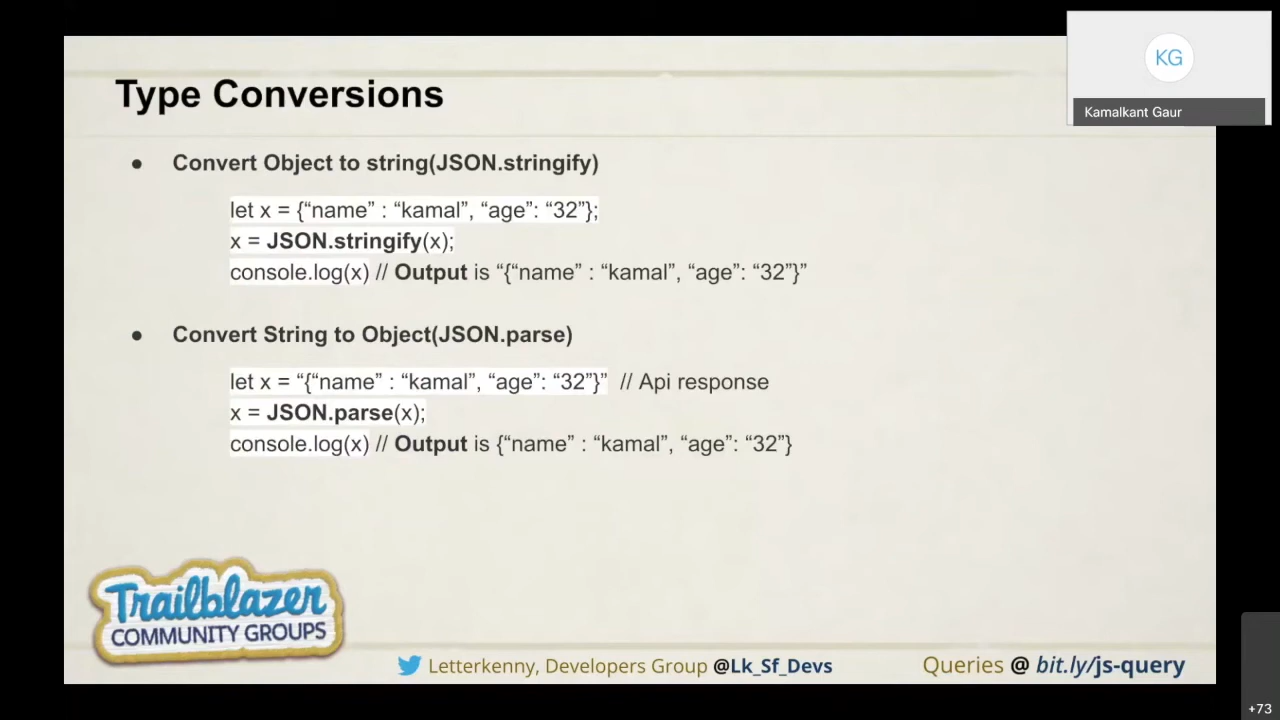 KG
Kamalkant Gaur
Type Conversions
● Convert Object to string(JSON.stringify)
let x = {“name” : “kamal”, “age”: “32”};
x = JSON.stringify(x);
console.log(x) // Output is “{“name” : “kamal”, “age”: “32”}”
● Convert String to Object(JSON.parse)
let x = “{“name” : “kamal”, “age”: “32”}” // Api response
x = JSON.parse(x);
console.log(x) // Output is {“name” : “kamal”, “age”: “32”}
Trailblazer
COMMUNITY GROUPS
Letterkenny, Developers Group @Lk_Sf_Devs
Queries @ bit.ly/js-query
+73